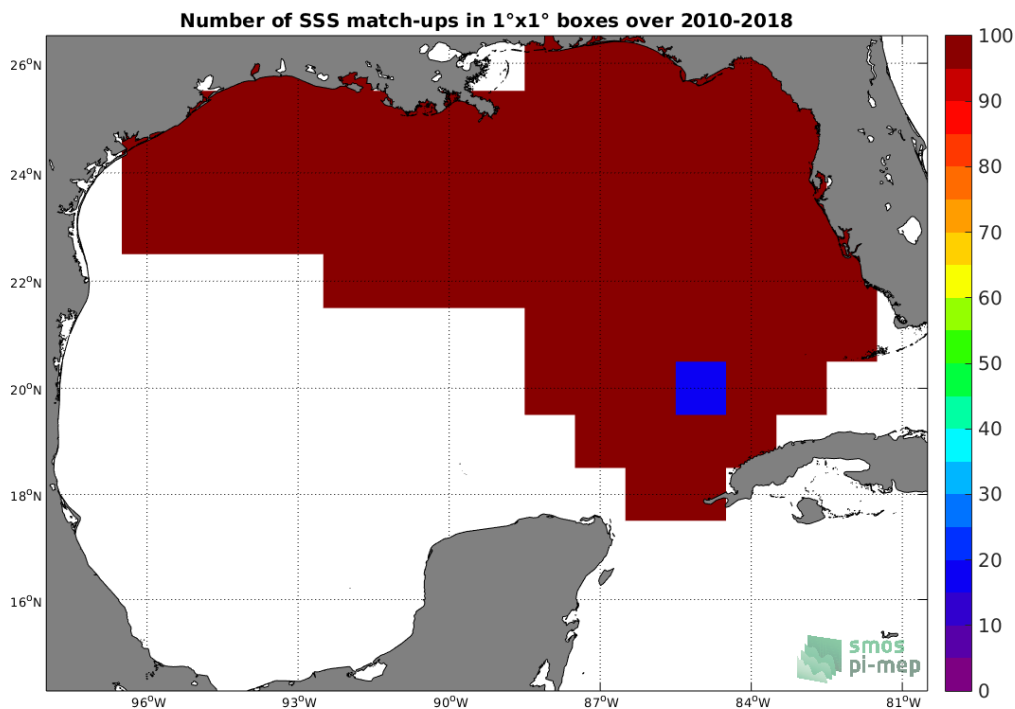 Number of SSS match-ups in 1°x1° boxes over 2010-2018
26°N
24°N
22°N
20°N
18°N
16°N
96°W
93°W
90°W
87°W
84°W
81°W
100
90
80
70
60
50
40
30
20
10
0
smos
pi-mep